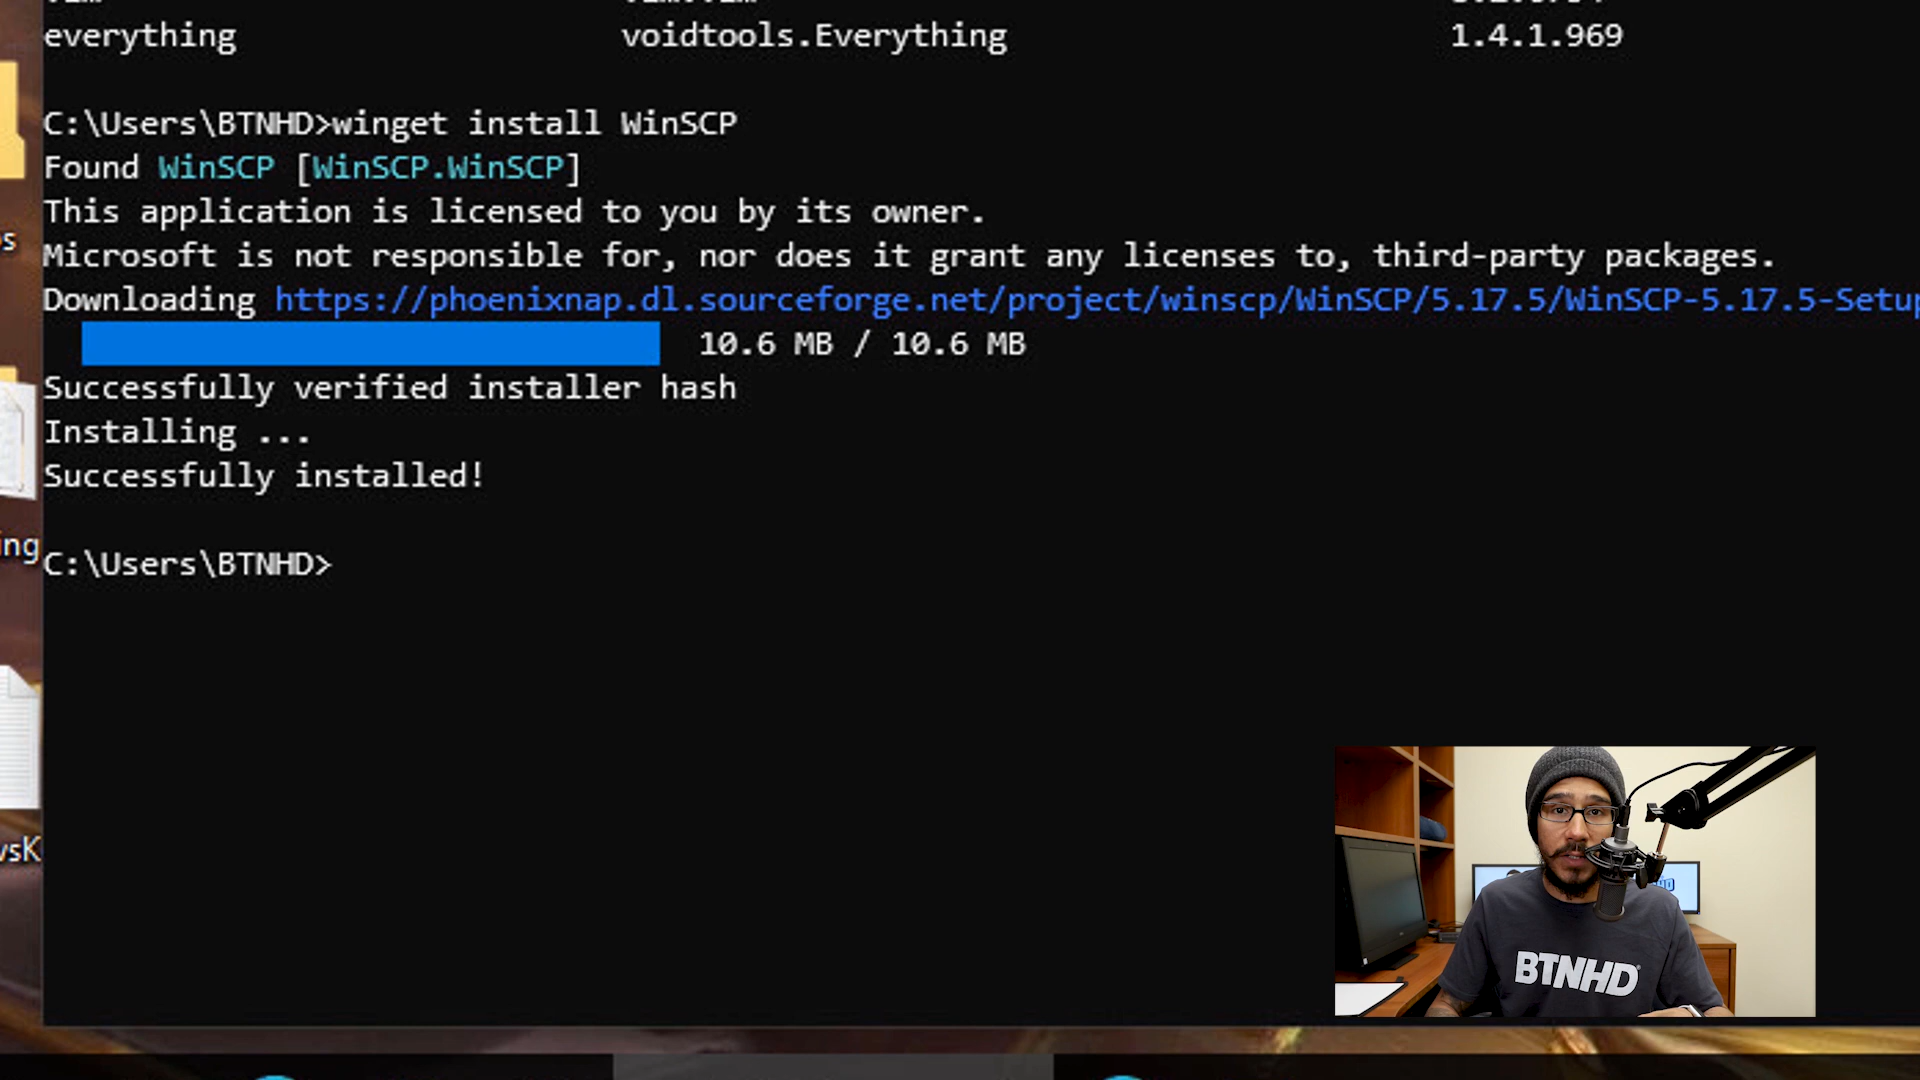 everything voidtools.Everything 1.4.1.969
C:\Users\BTNHD>winget install WinSCP
Found WinSCP [WinSCP.WinSCP]
This application is licensed to you by its owner.
Microsoft is not responsible for, nor does it grant any licenses to, third-party packages.
Downloading https://phoenixnap.dl.sourceforge.net/project/winscp/WinSCP/5.17.5/WinSCP-5.17.5-Setup
10.6 MB / 10.6 MB
Successfully verified installer hash
Installing ...
Successfully installed!
C:\Users\BTNHD>
BTNHD